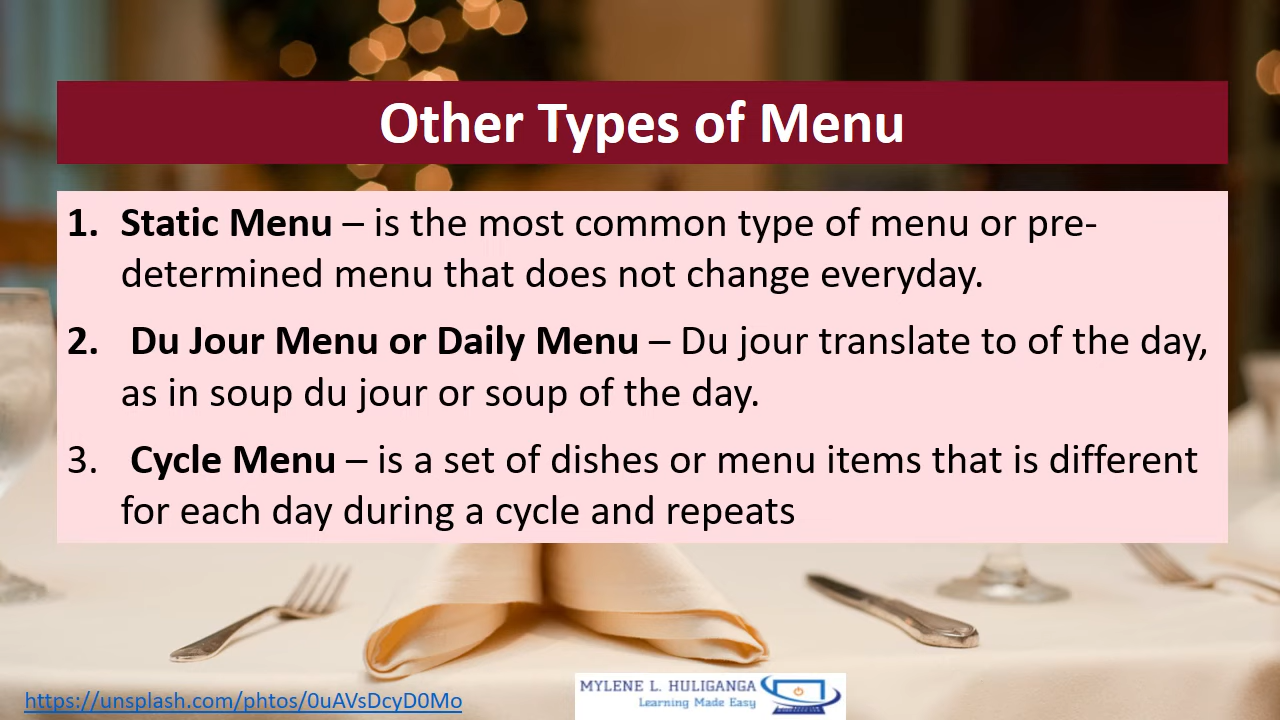 Other Types of Menu
1. Static Menu – is the most common type of menu or pre-
determined menu that does not change everyday.
2. Du Jour Menu or Daily Menu – Du jour translate to of the day,
as in soup du jour or soup of the day.
3. Cycle Menu – is a set of dishes or menu items that is different
for each day during a cycle and repeats
https://unsplash.com/phtos/0uAVsDcyD0Mo
MYLENE L. HULIGANGA
Learning Made Easy